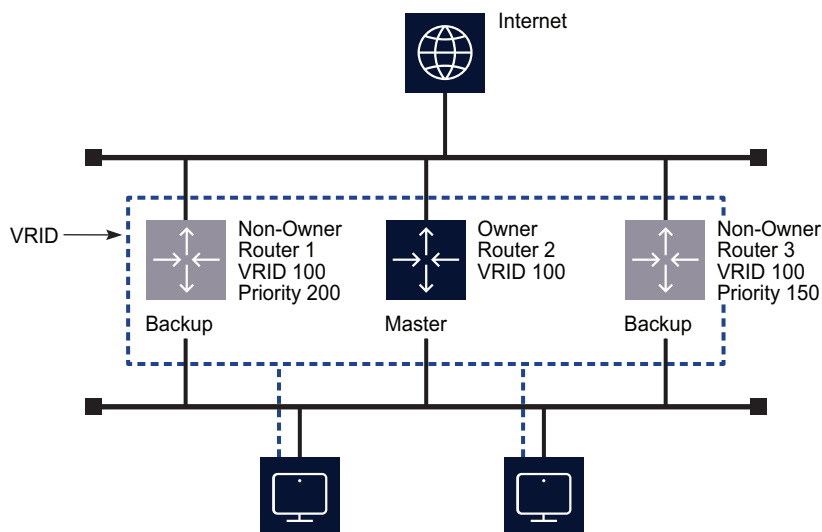 Internet
VRID
Non-Owner
Router 1
VRID 100
Priority 200
Backup
Owner
Router 2
VRID 100
Master
Non-Owner
Router 3
VRID 100
Priority 150
Backup